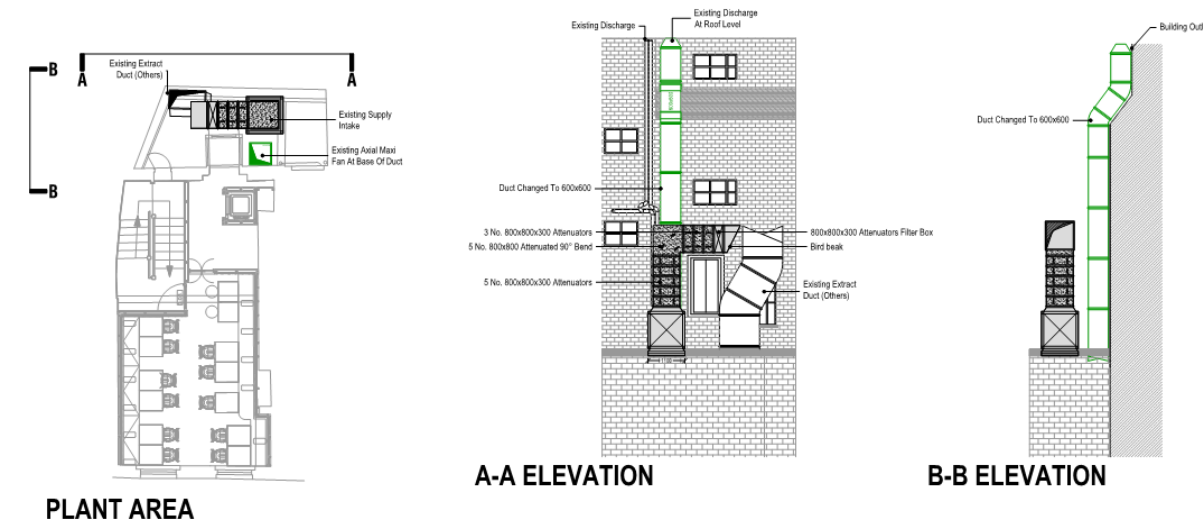 B
A
A
B
Existing Extract
Duct (Others)
Existing Supply
Intake
Existing Axial Maxi
Fan At Base Of Duct
PLANT AREA
Existing Discharge
Existing Discharge
At Roof Level
Duct Changed To 600x600
3 No. 800x800x300 Attenuators
5 No. 800x800 Attenuated 90° Bend
5 No. 800x800x300 Attenuators
800x800x300 Attenuators Filter Box
Bird beak
Existing Extract
Duct (Others)
1100
A-A ELEVATION
Building Outl
Duct Changed To 600x600
B-B ELEVATION